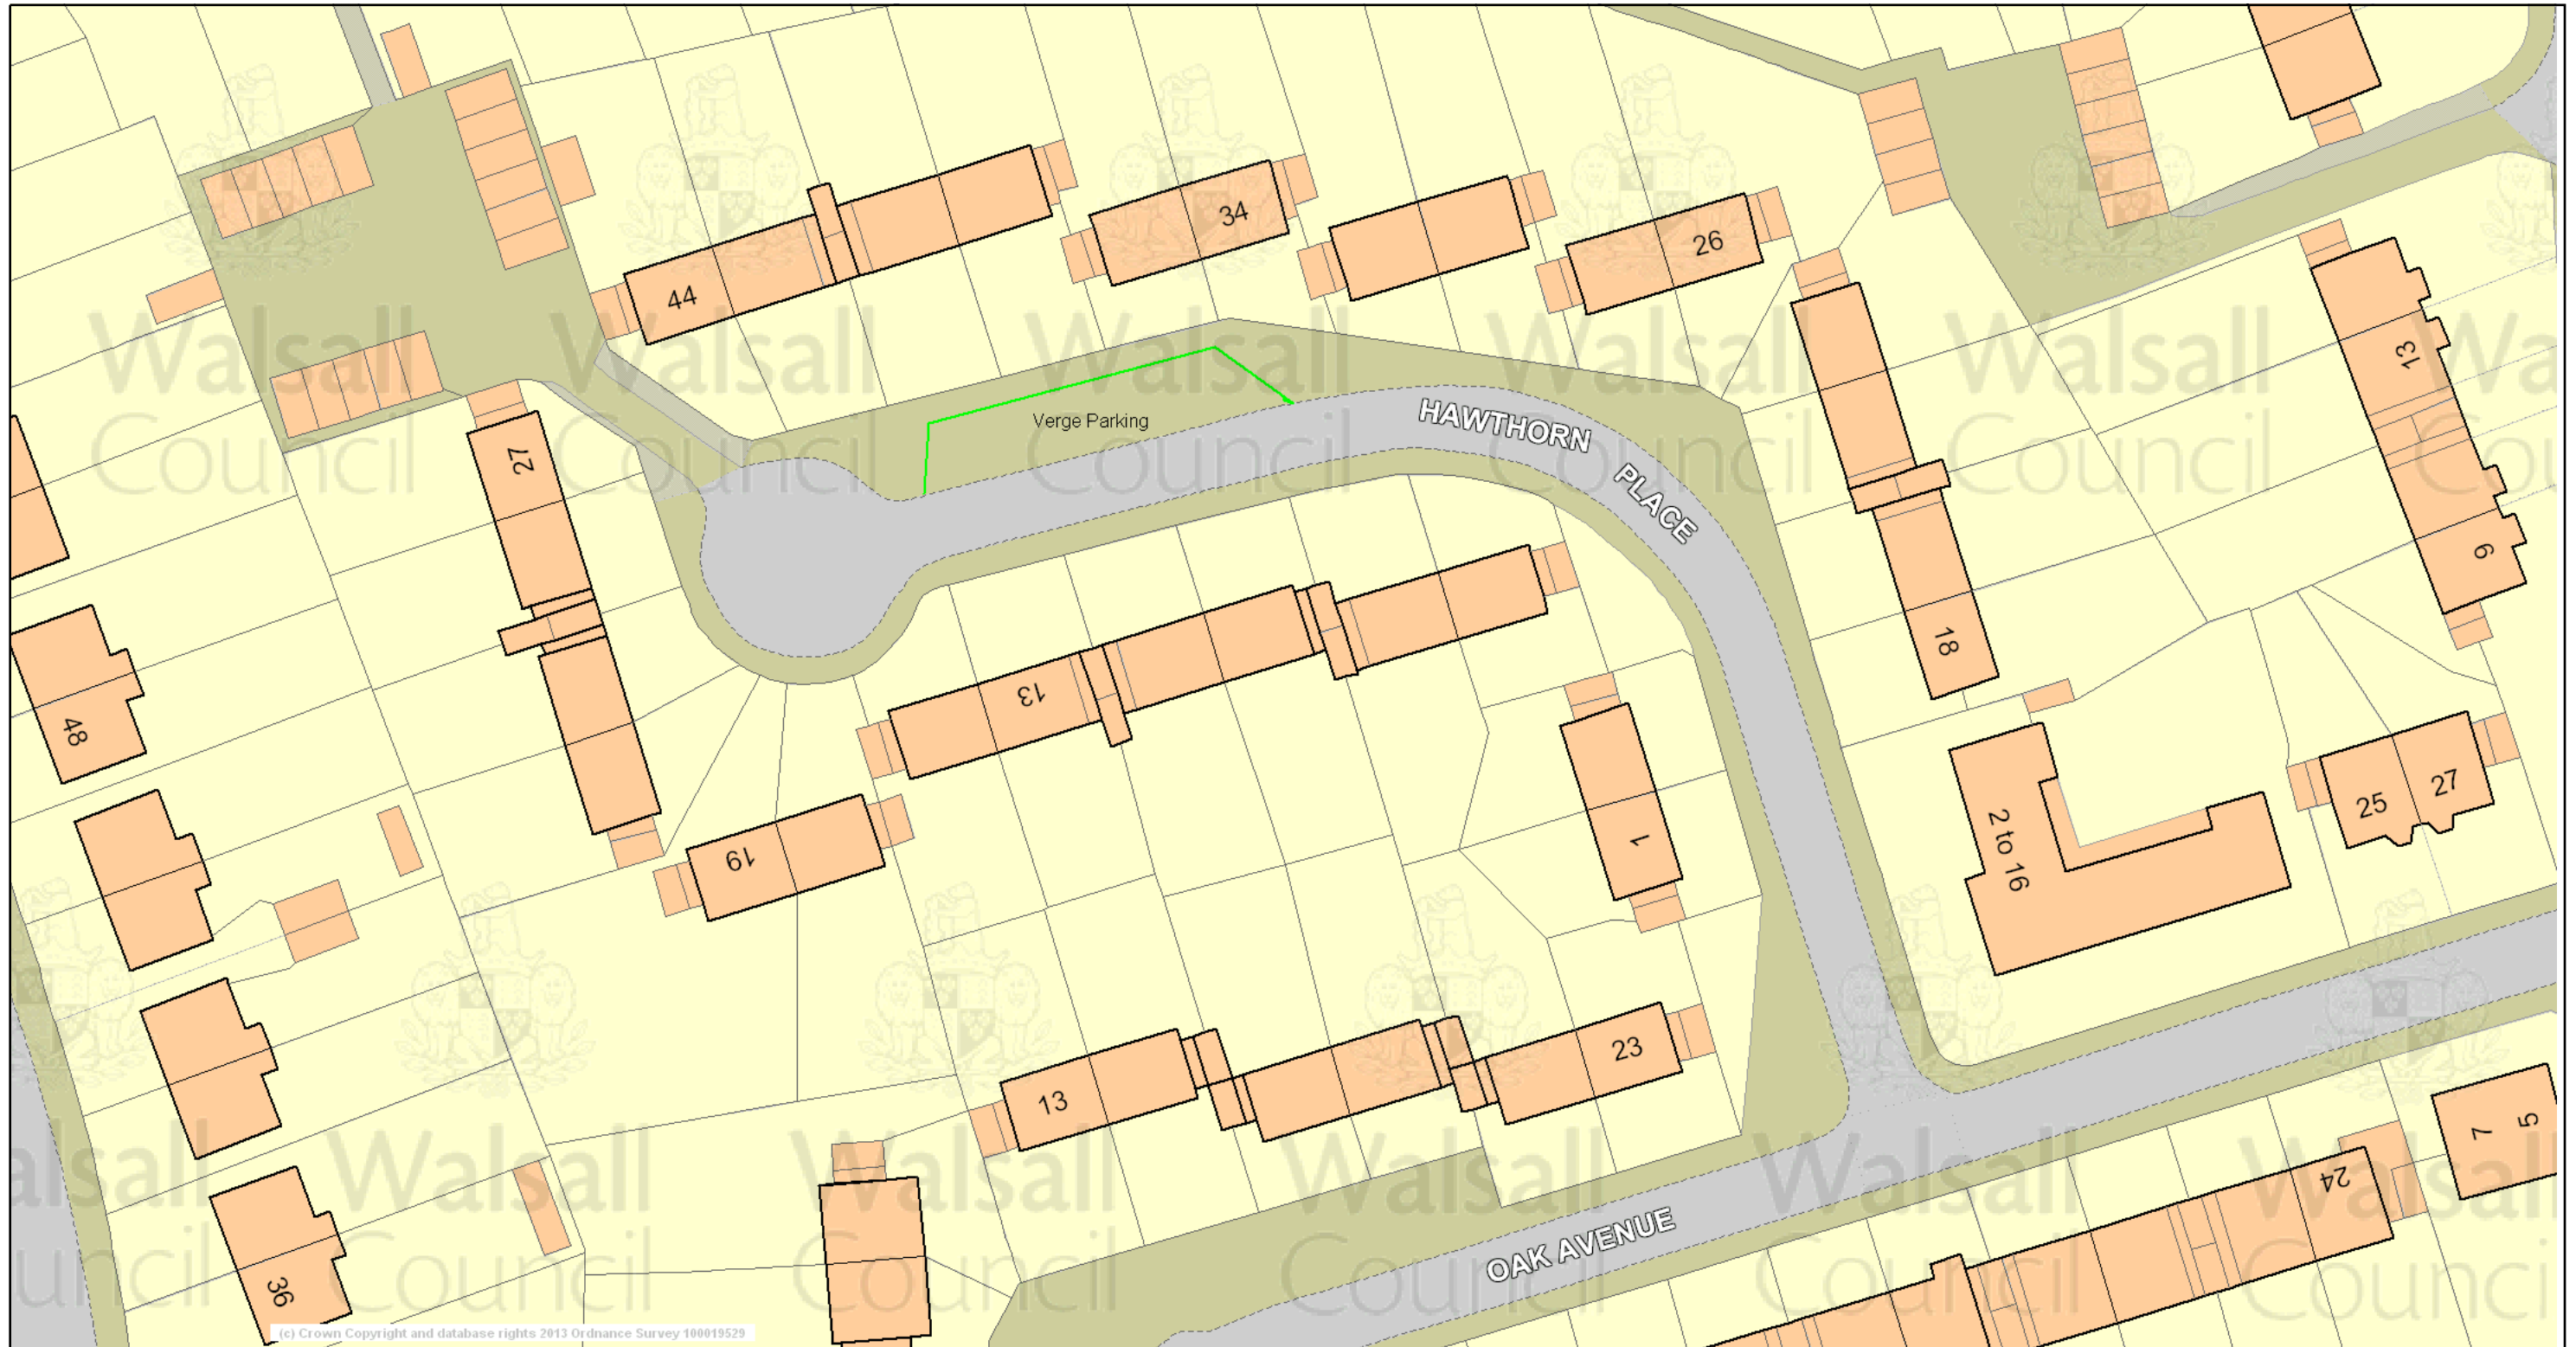 44
34
26
13
27
Verge Parking
HAWTHORN
PLACE
9
18
13
48
1
25
27
2 to 16
19
13
23
7
5
24
OAK AVENUE
36
Walsall
Council
(c) Crown Copyright and database rights 2013 Ordnance Survey 100019529